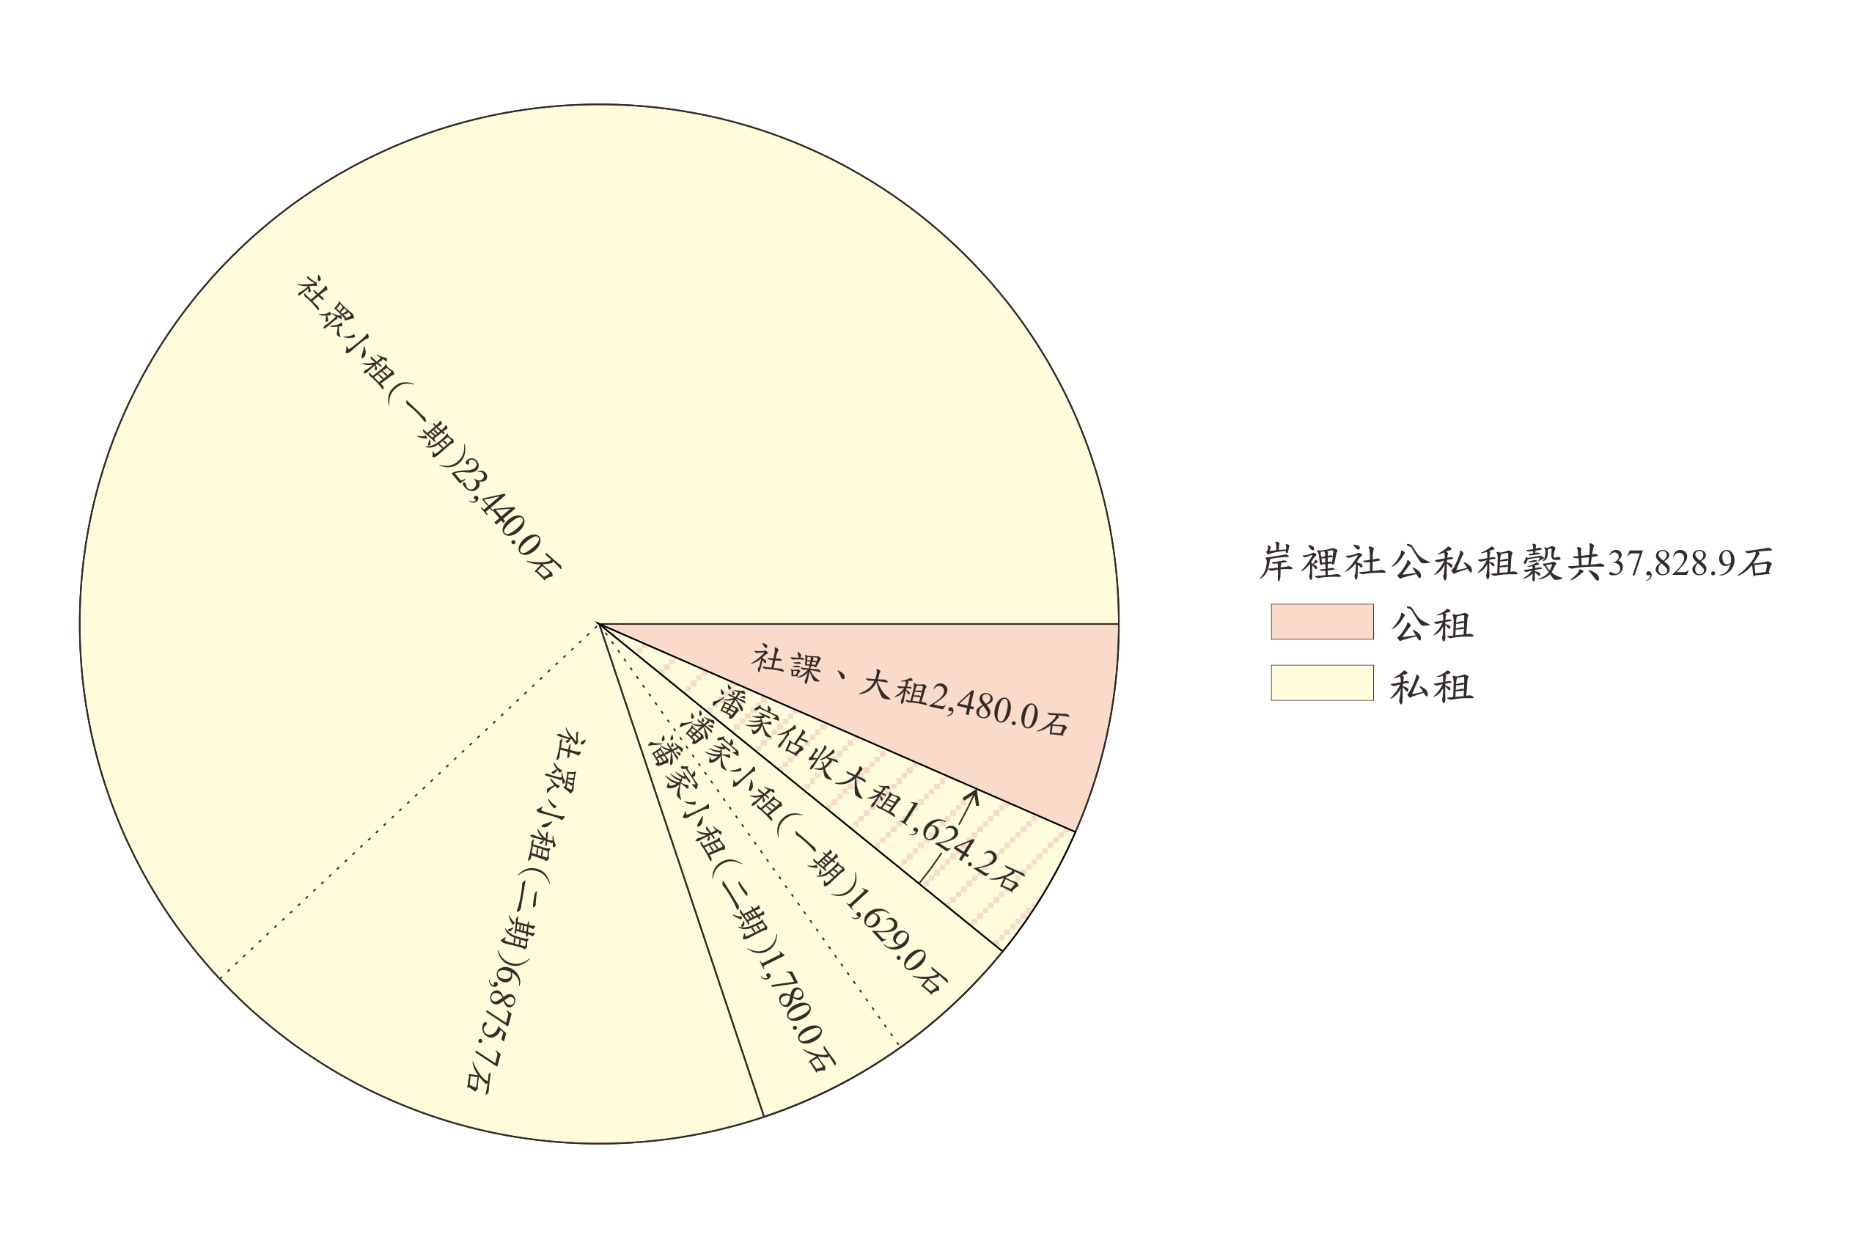 社眾小租(一期)23,440.0石
社課、大租2,480.0石
潘家佔收大租1,624.2石
潘家小租(一期)1,629.0石
潘家小租(二期)1,780.0石
社眾小租(二期)6,875.7石
岸裡社公私租穀共37,828.9石
公租
私租